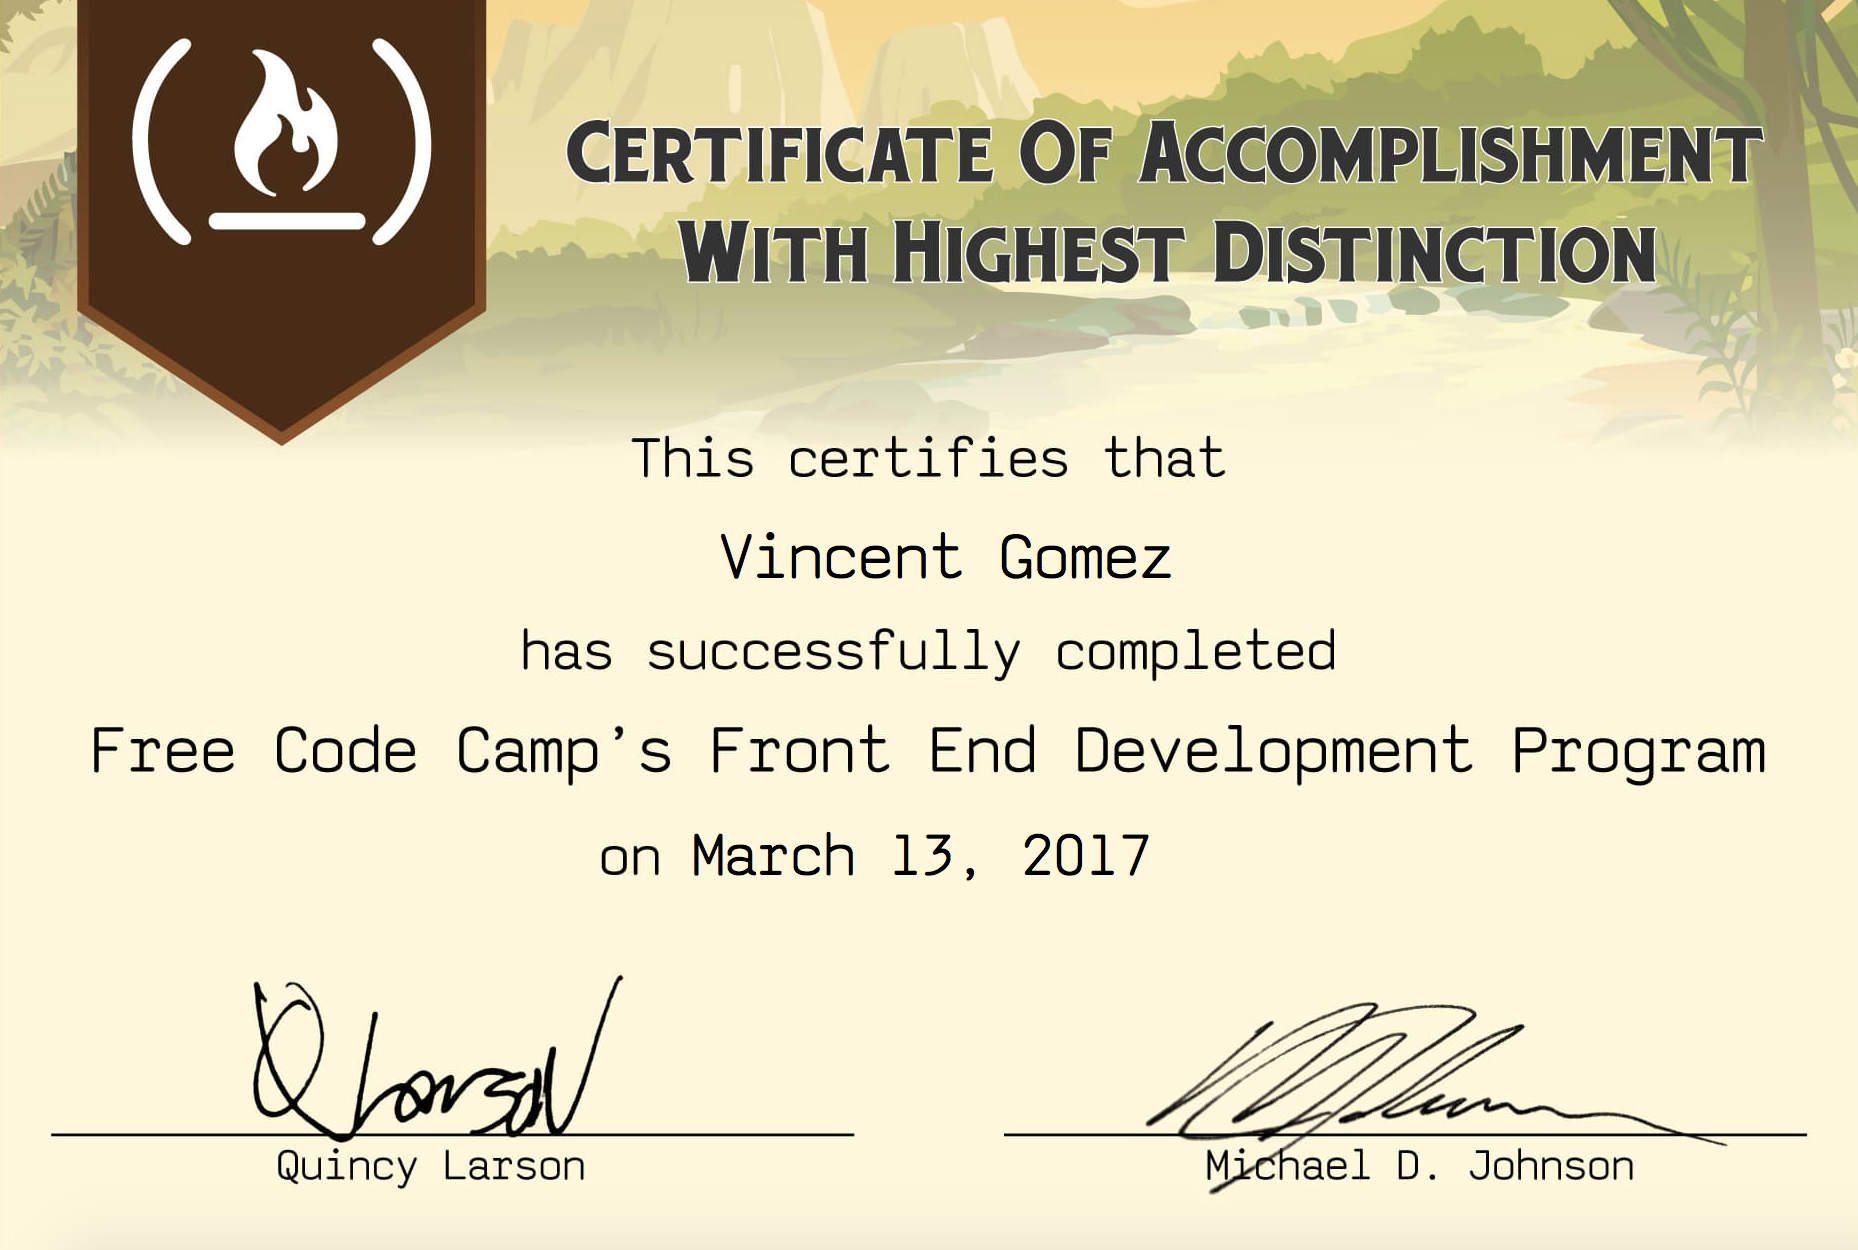 CERTIFICATE OF ACCOMPLISHMENT
WITH HIGHEST DISTINCTION
This certifies that
Vincent Gomez
has successfully completed
Free Code Camp’s Front End Development Program
on March 13, 2017
Q Larson
Quincy Larson
Michael D. Johnson